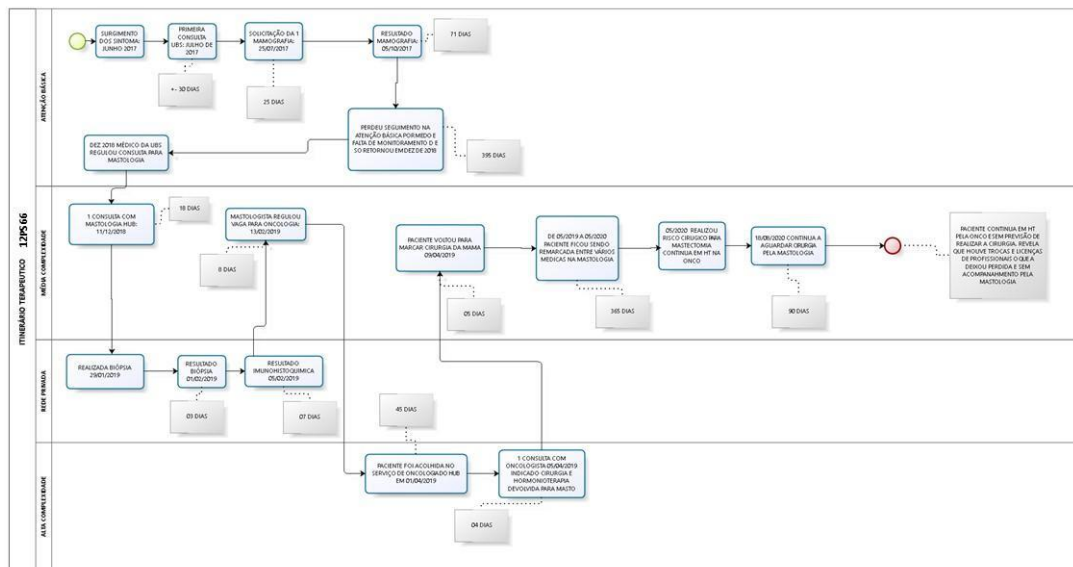 ITINERÁRIO TERAPEUTICO 12PS66
ATENÇÃO BÁSICA
SURGIMENTO
DOS SINTOMA:
JUNHO 2017
PRIMEIRA
CONSULTA
UBS: JULHO DE
2017
SOLICITAÇÃO DA 1
MAMOGRAFIA:
25/07/2017
RESULTADO
MAMOGRAFIA:
05/10/2017
71 DIAS
+- 30 DIAS
25 DIAS
PERDEU SEGUIMENTO NA
ATENÇÃO BÁSICA POR MEDO E
FALTA DE MONITORAMENTO D E
SO RETORNOU EM DEZ DE 2018
395 DIAS
DEZ 2018 MÉDICO DA UBS
REGULOU CONSULTA PARA
MASTOLOGIA
MÉDIA COMPLEXIDADE
1 CONSULTA COM
MASTOLOGIA HUB:
11/12/2018
18 DIAS
MASTOLOGISTA REGULOU
VAGA PARA ONCOLOGIA:
13/02/2019
8 DIAS
PACIENTE VOLTOU PARA
MARCAR CIRURGIA DA MAMA
09/04/2019
05 DIAS
DE 05/2019 A 05/2020
PACIENTE FICOU SENDO
REMARCADA ENTRE VÁRIOS
MEDICAS NA MASTOLOGIA
365 DIAS
05/2020 REALIZOU
RISCO CIRUGICO PARA
MASTECTOMIA
CONTINUA EM HT NA
ONCO
18/08/2020 CONTINUA A
AGUARDAR CIRURGIA
PELA MASTOLOGIA
90 DIAS
PACIENTE CONTINUA EM HT
PELA ONCO E SEM PREVISÃO DE
REALIZAR A CIRURGIA. REVELA
QUE HOUVE TROCAS E LICENÇAS
DE PROFISSIONAIS O QUE A
DEIXOU PERDIDA E SEM
ACOMPANAHMENTO PELA
MASTOLOGIA
REDE PRIVADA
REALIZADA BIÓPSIA
29/01/2019
RESULTADO
BIÓPSIA
01/02/2019
RESULTADO
IMUNOHISTOQUIMICA
05/02/2019
03 DIAS
07 DIAS
ALTA COMPLEXIDADE
45 DIAS
PACIENTE FOI ACOLHIDA NO
SERVIÇO DE ONCOLOGIADO HUB
EM 01/04/2019
1 CONSULTA COM
ONCOLOGISTA 05/04/2019
INDICADO CIRURGIA E
HORMONIOTERAPIA
DEVOLVIDA PARA MASTO
04 DIAS